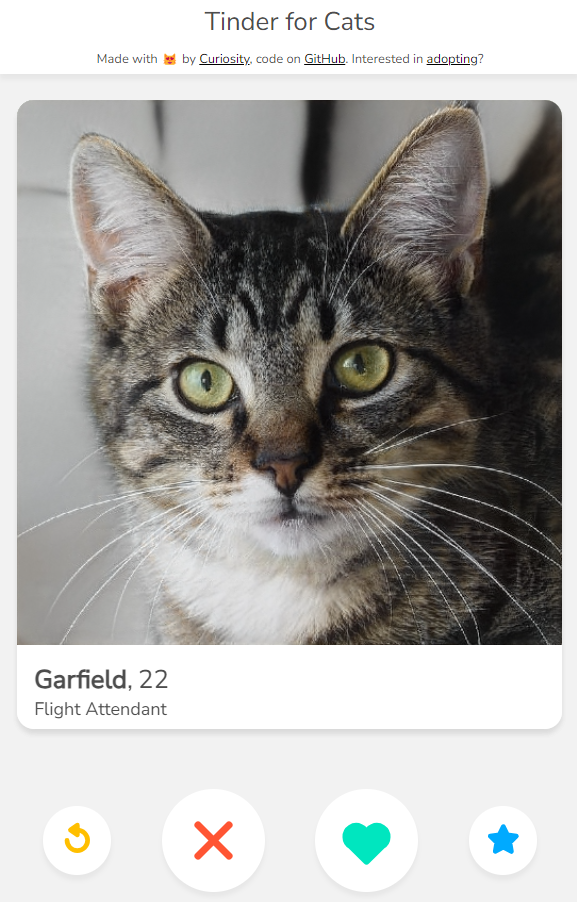 Tinder for Cats
Made with 😻 by Curiosity, code on GitHub. Interested in adopting?
Garfield, 22
Flight Attendant